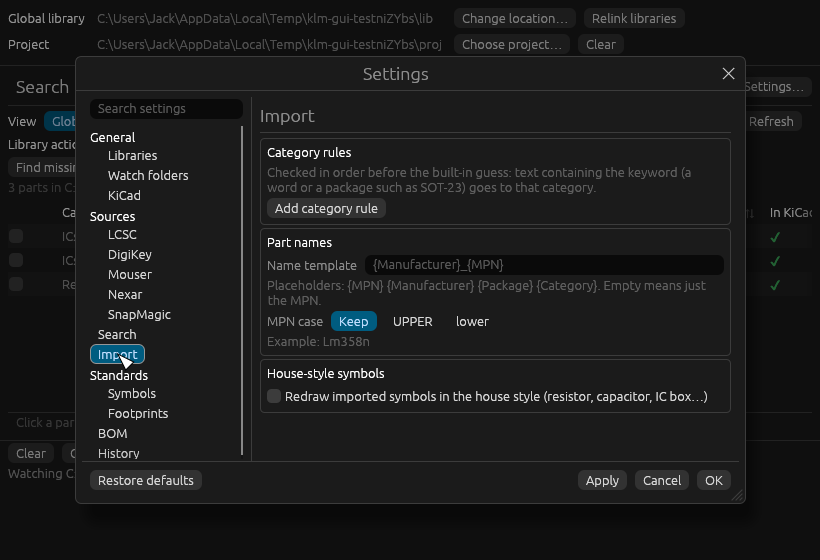 Global library C:\Users\Jack\AppData\Local\Temp\klm-gui-testniZYbs\lib Change location… Relink libraries
Project C:\Users\Jack\AppData\Local\Temp\klm-gui-testniZYbs\proj Choose project… Clear
Settings
Search Settings…
View Refresh
Library
Find
3 parts in
In
Search settings
General
Libraries
Watch folders
KiCad
Sources
LCSC
DigiKey
Mouser
Nexar
SnapMagic
Search
Import
Standards
Symbols
Footprints
BOM
History
Import
Category rules
Checked in order before the built-in guess: text containing the keyword (a
word or a package such as SOT-23) goes to that category.
Add category rule
Part names
Name template {Manufacturer}_{MPN}
Placeholders: {MPN} {Manufacturer} {Package} {Category}. Empty means just
the MPN.
MPN case Keep UPPER lower
Example: Lm358n
House-style symbols
Redraw imported symbols in the house style (resistor, capacitor, IC box…)
Click a
Clear
Watching
Restore defaults Apply Cancel OK